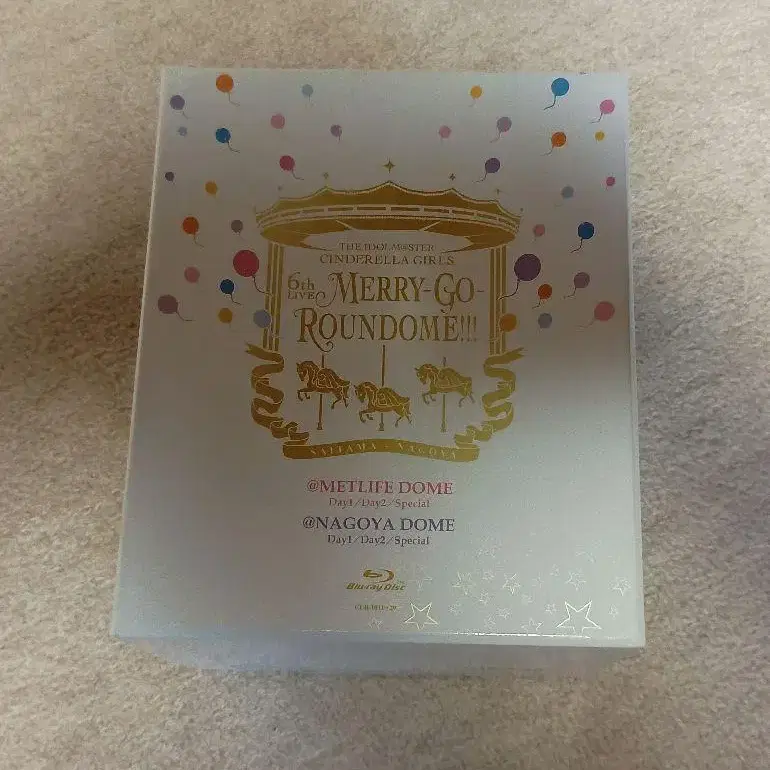 THE IDOLM@STER
CINDERELLA GIRLS
6th LIVE MERRY-GO-
ROUNDOME!!!
SAITAMA・NAGOYA
@METLIFE DOME
Day1／Day2／Special
@NAGOYA DOME
Day1／Day2／Special
Blu-ray Disc